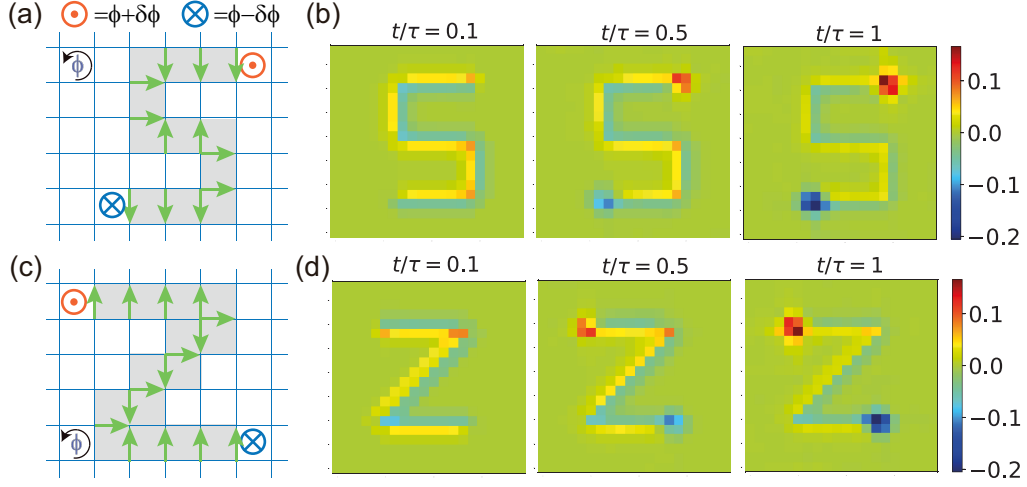 (a) ⊙=ϕ+δϕ ⊗=ϕ−δϕ
ϕ
(b) t/τ = 0.1 t/τ = 0.5 t/τ = 1
0.1
0.0
−0.1
−0.2
(c)
ϕ
(d) t/τ = 0.1 t/τ = 0.5 t/τ = 1
0.1
0.0
−0.1
−0.2